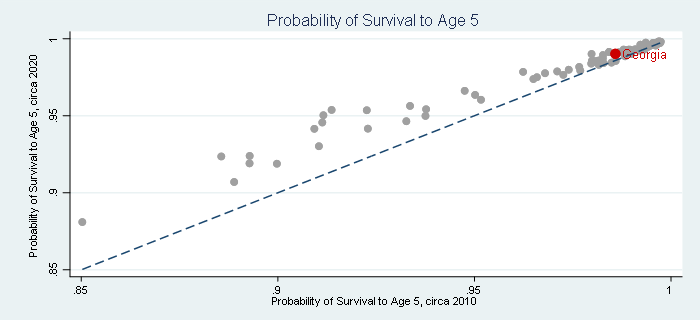 Probability of Survival to Age 5
Probability of Survival to Age 5, circa 2020
1
.95
.9
.85
Georgia
.85
.9
.95
1
Probability of Survival to Age 5, circa 2010